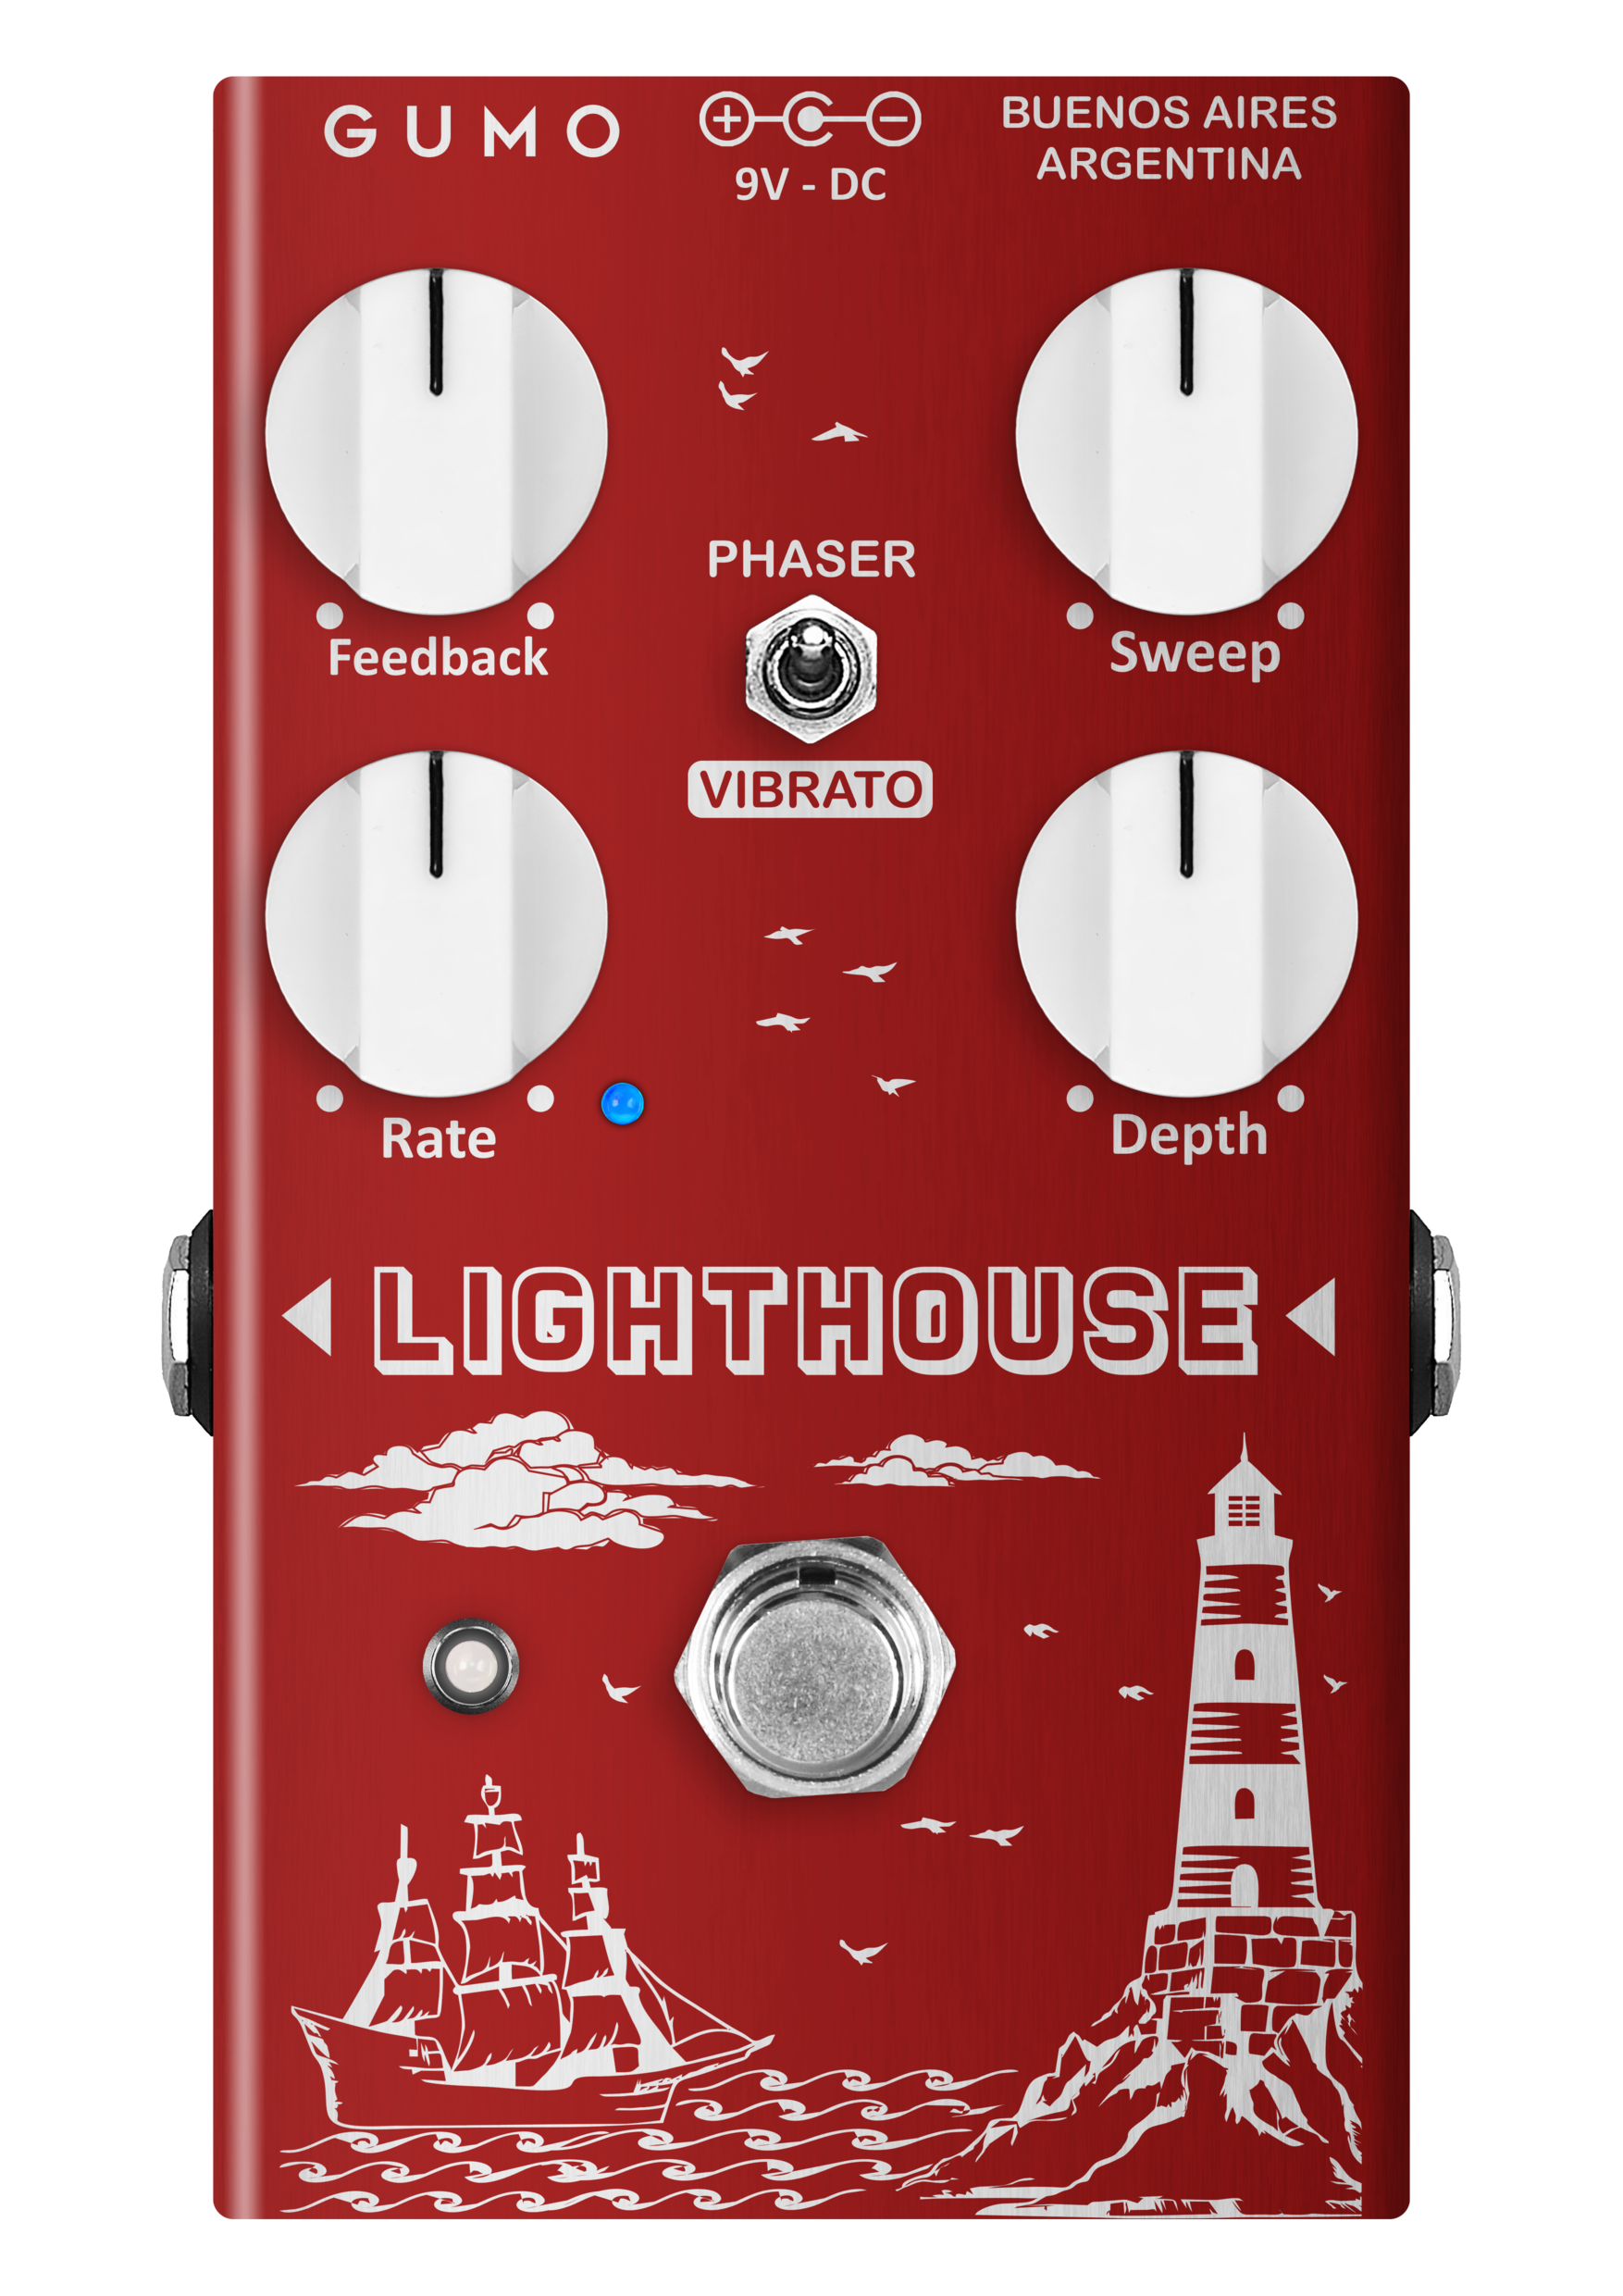 GUMO
9V - DC
BUENOS AIRES
ARGENTINA
PHASER
Feedback
Sweep
VIBRATO
Rate
Depth
LIGHTHOUSE